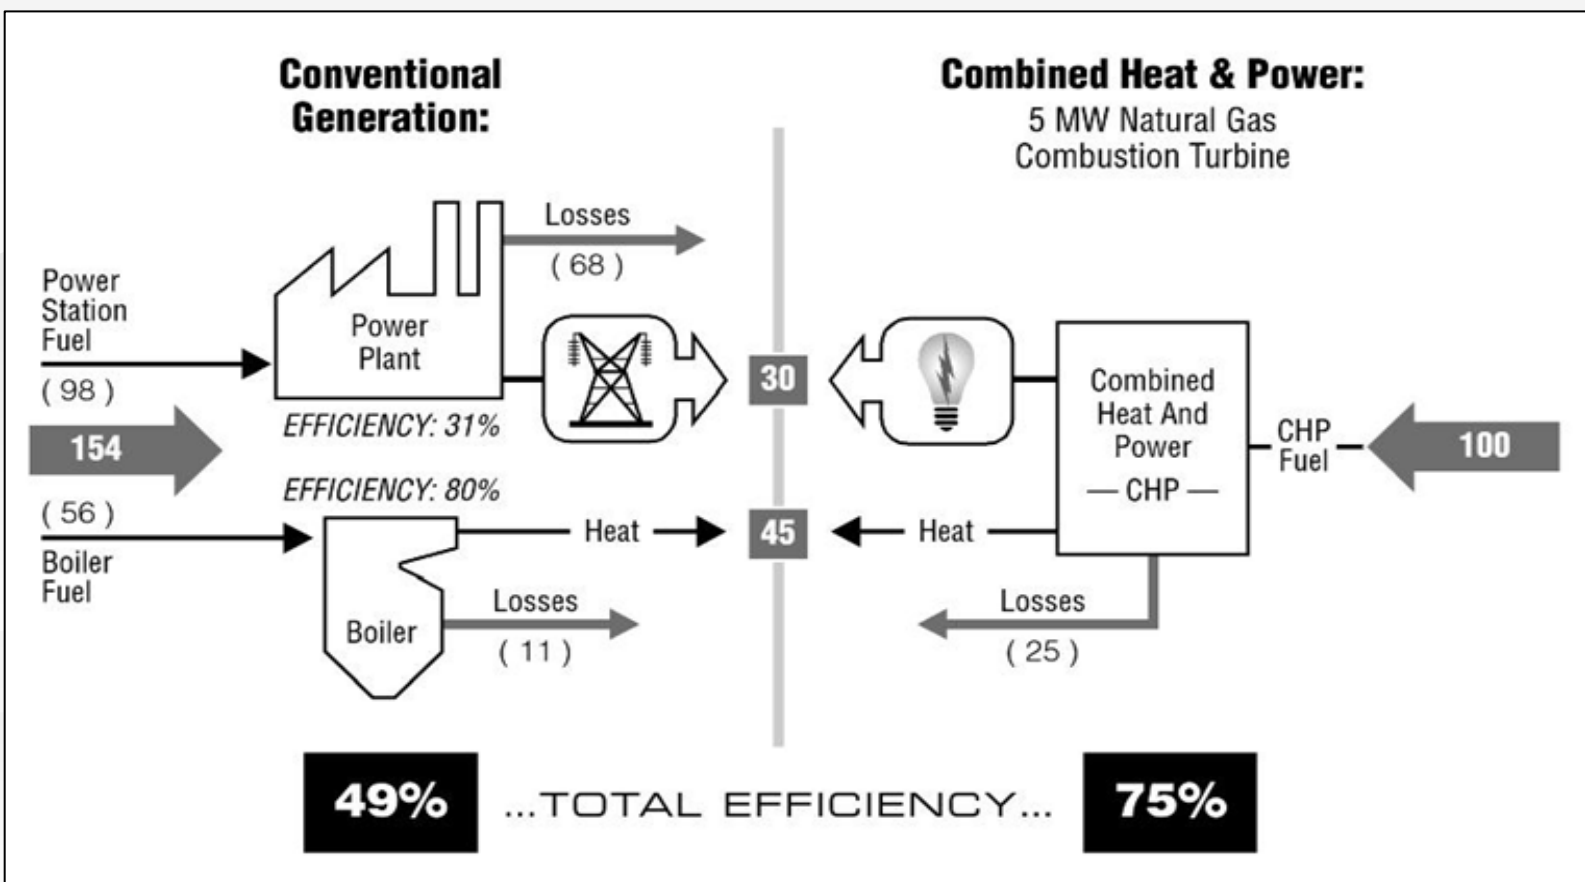 Conventional
Generation:
Combined Heat & Power:
5 MW Natural Gas
Combustion Turbine
Losses
( 68 )
Power
Station
Fuel
( 98 )
Power
Plant
EFFICIENCY: 31%
30
Combined
Heat And
Power
— CHP —
CHP
Fuel
100
154
EFFICIENCY: 80%
( 56 )
Boiler
Fuel
Heat
45
Heat
Boiler
Losses
( 11 )
Losses
( 25 )
49%
...TOTAL EFFICIENCY...
75%